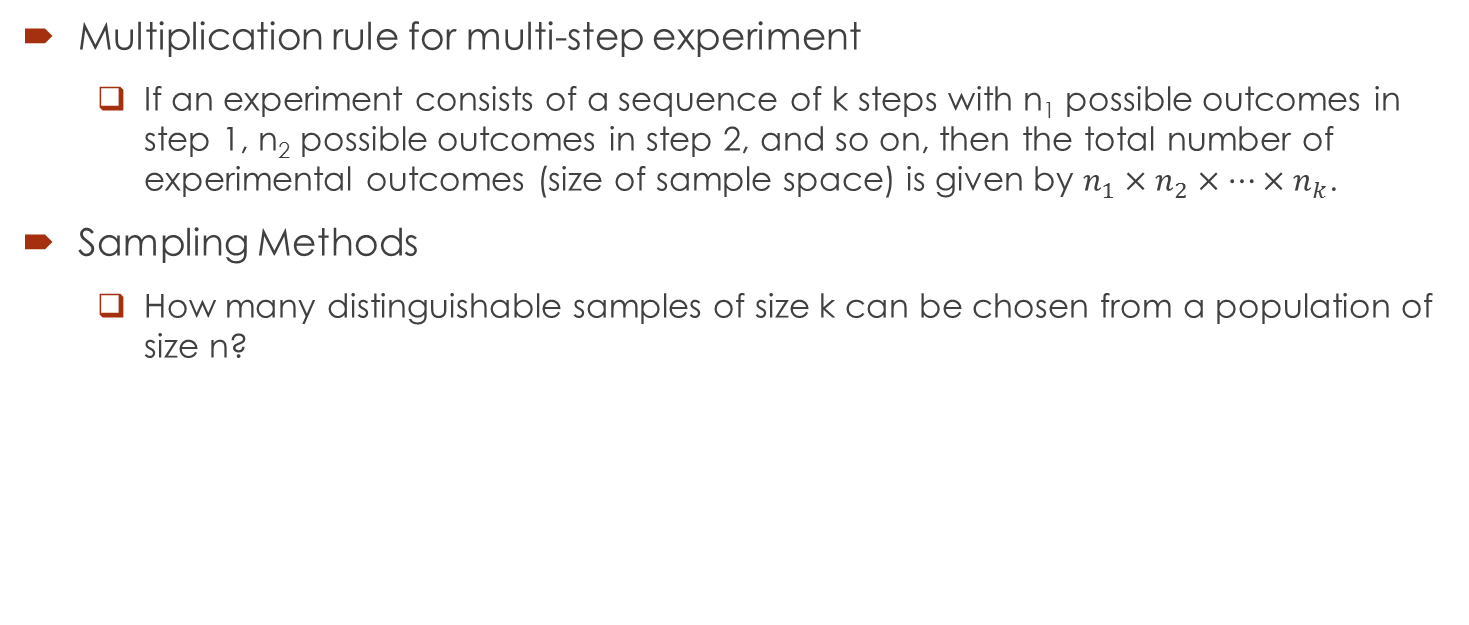 Multiplication rule for multi-step experiment
If an experiment consists of a sequence of k steps with n₁ possible outcomes in
step 1, n₂ possible outcomes in step 2, and so on, then the total number of
experimental outcomes (size of sample space) is given by 𝑛₁ × 𝑛₂ × ⋯ × 𝑛ₖ.
Sampling Methods
How many distinguishable samples of size k can be chosen from a population of
size n?